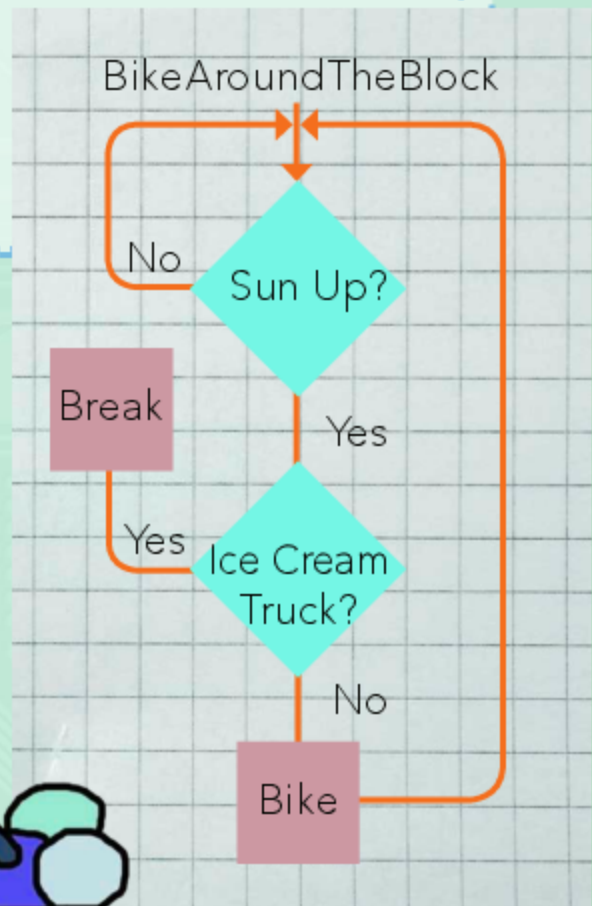 BikeAroundTheBlock
No
Sun Up?
Break
Yes
Yes
Ice Cream
Truck?
No
Bike